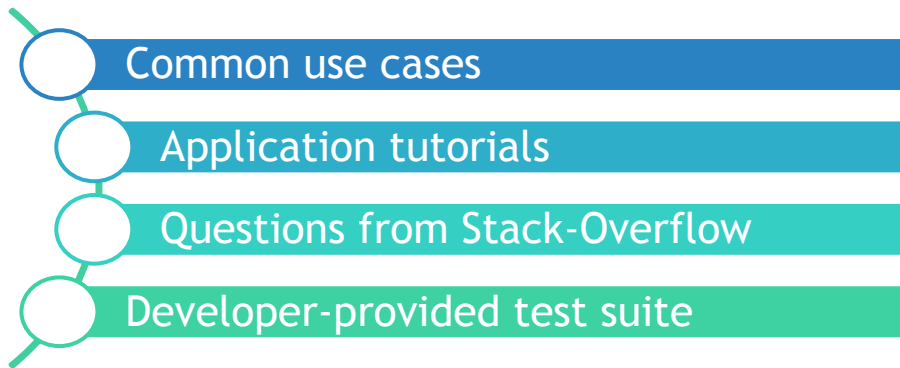 Common use cases
Application tutorials
Questions from Stack-Overflow
Developer-provided test suite